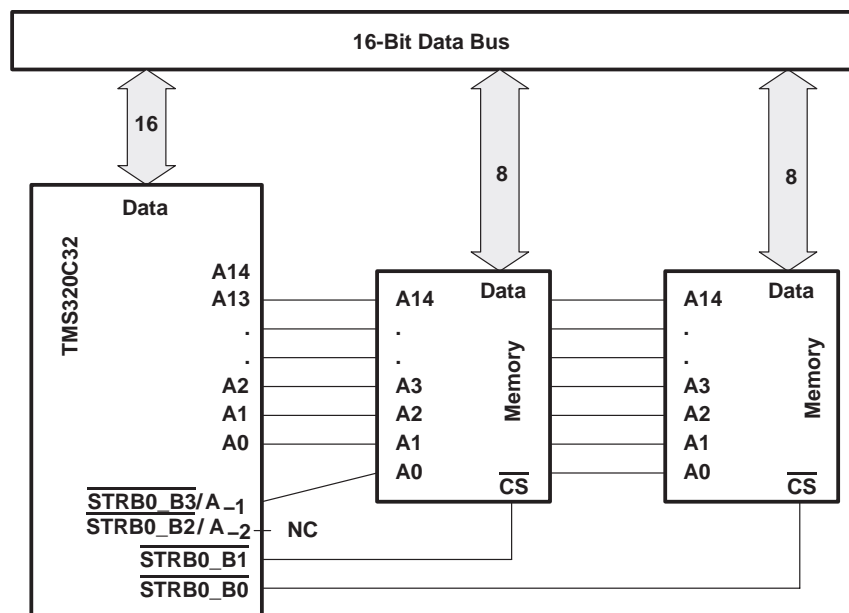 16-Bit Data Bus
16
8
8
Data
TMS320C32
A14
A13
.
.
A2
A1
A0
STRB0_B3/A–1
STRB0_B2/A–2
NC
STRB0_B1
STRB0_B0
Data
Memory
A14
.
.
A3
A2
A1
A0
CS
Data
Memory
A14
.
.
A3
A2
A1
A0
CS